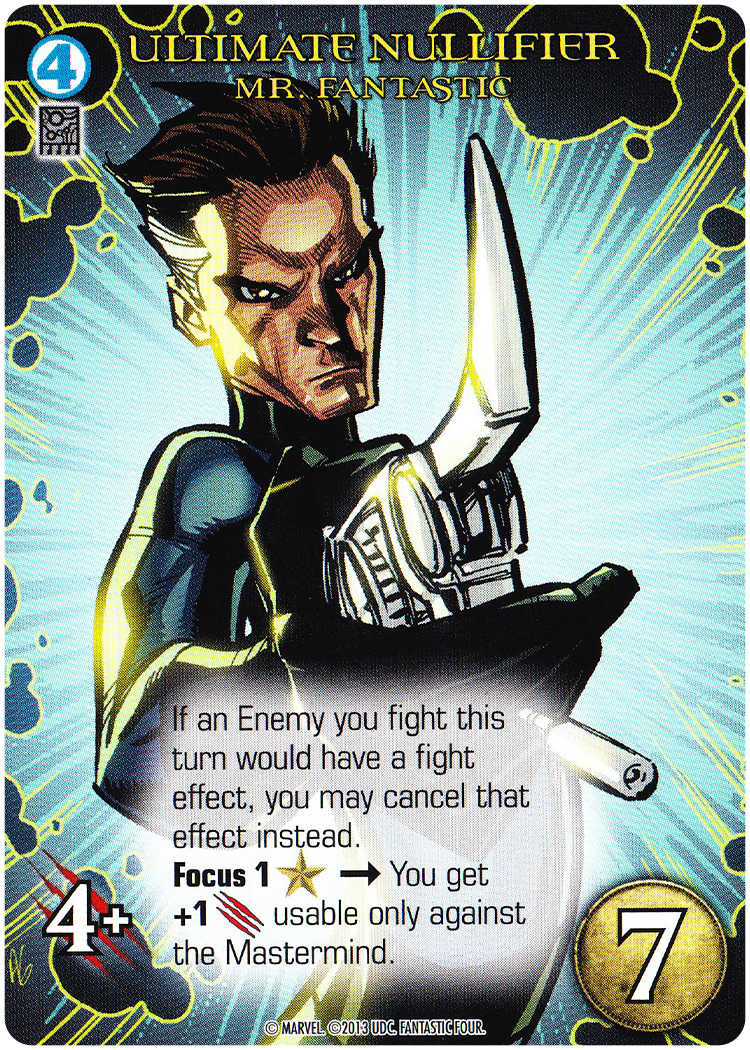 4
ULTIMATE NULLIFIER
MR. FANTASTIC
If an Enemy you fight this
turn would have a fight
effect, you may cancel that
effect instead.
Focus 1 → You get
+1 usable only against
the Mastermind.
4+
7
© MARVEL. ©2013 UDC. FANTASTIC FOUR.